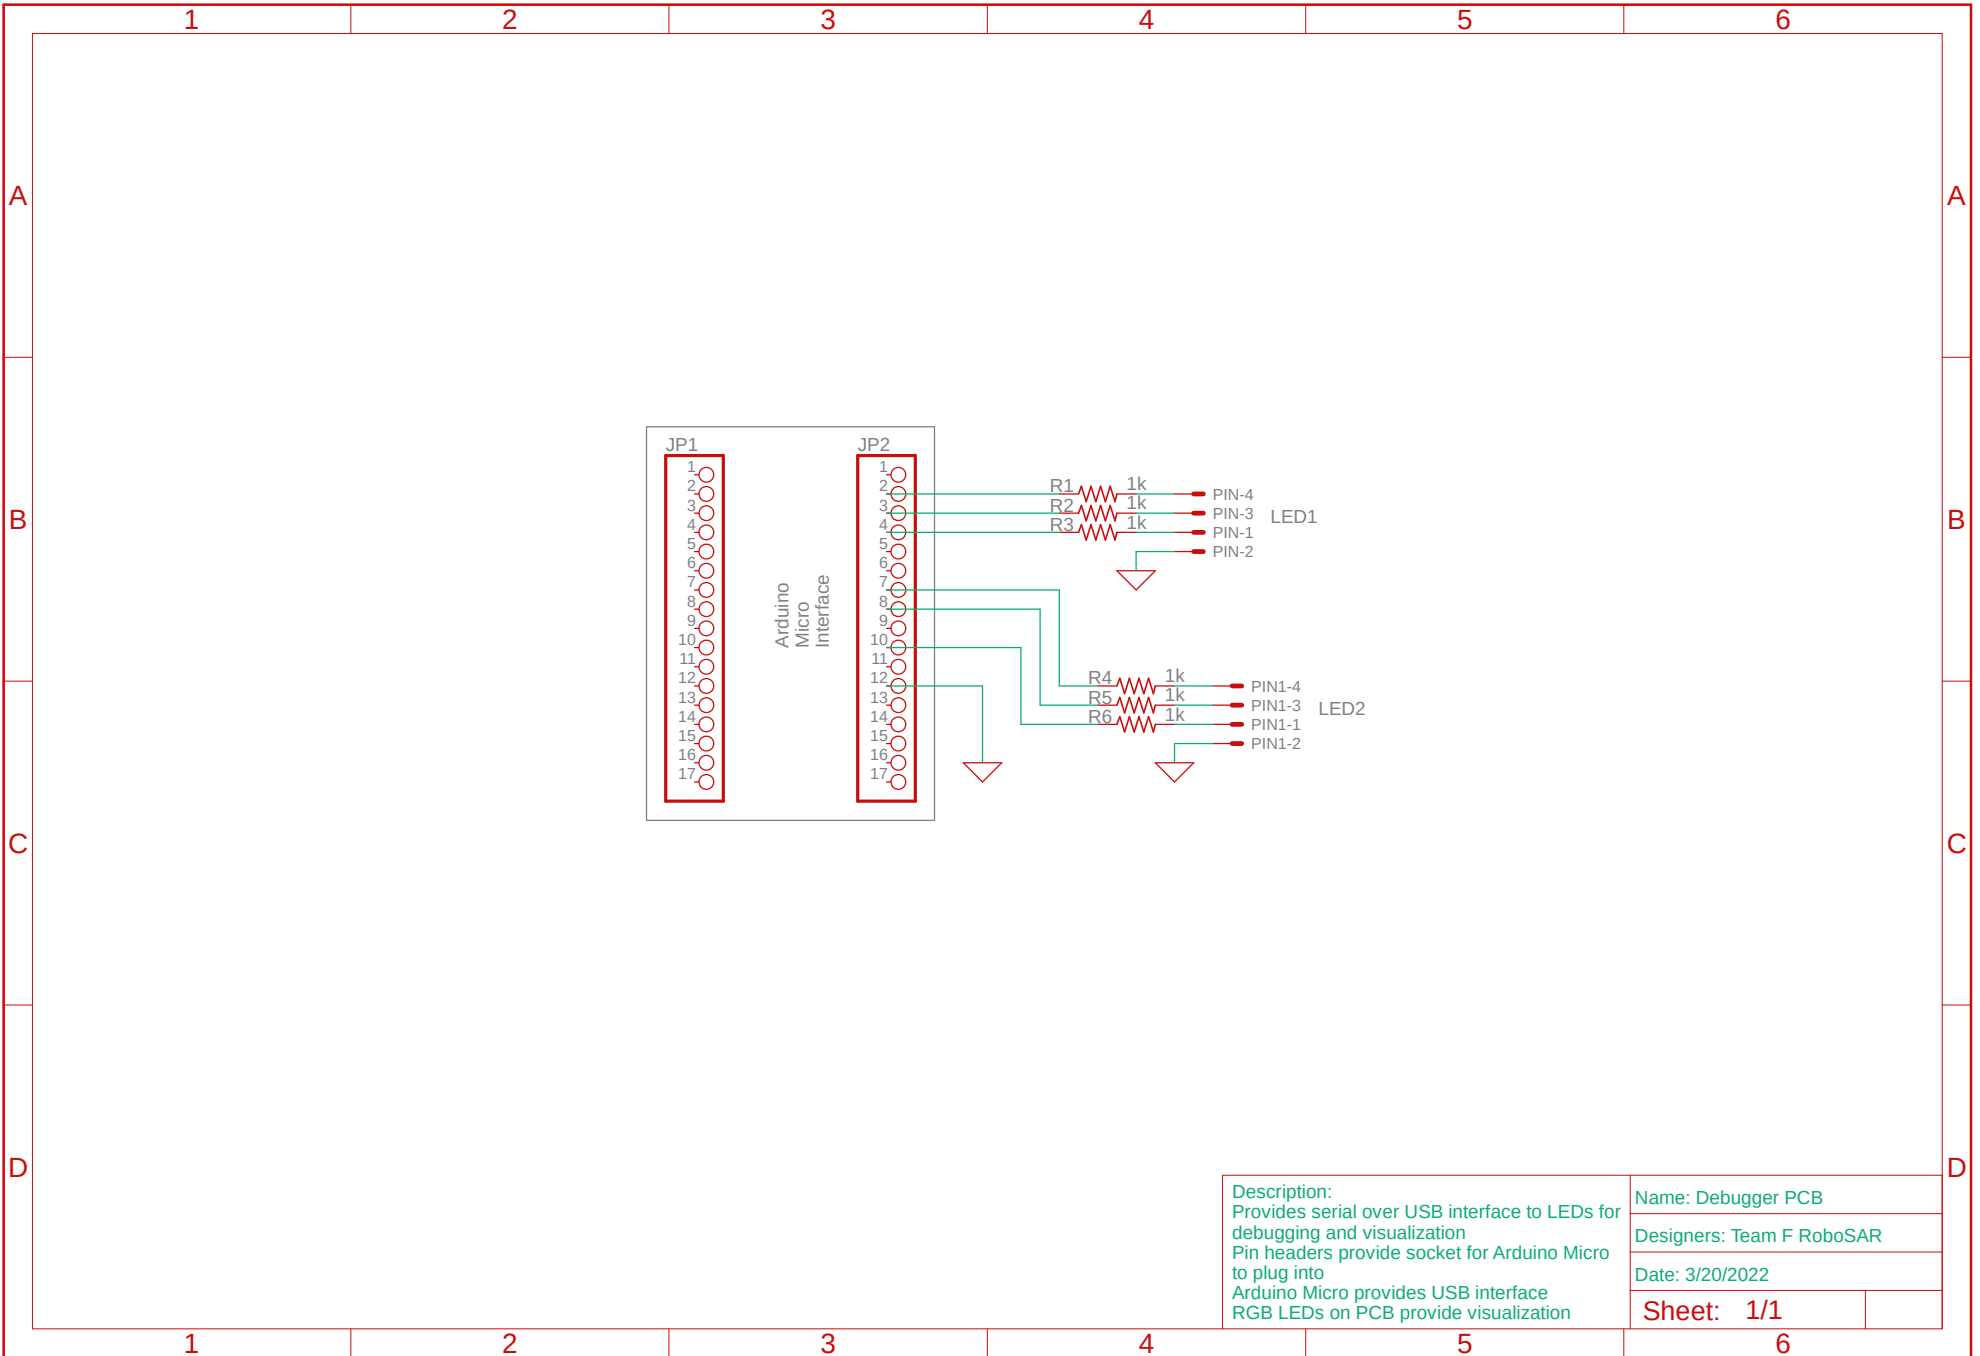 1 2 3 4 5 6
A A
B B
C C
D D
JP1
1
2
3
4
5
6
7
8
9
10
11
12
13
14
15
16
17
Arduino
Micro
Interface
JP2
1
2
3
4
5
6
7
8
9
10
11
12
13
14
15
16
17
R1 1k PIN-4
R2 1k PIN-3
R3 1k PIN-1
PIN-2
LED1
R4 1k PIN1-4
R5 1k PIN1-3
R6 1k PIN1-1
PIN1-2
LED2
Description:
Provides serial over USB interface to LEDs for
debugging and visualization
Pin headers provide socket for Arduino Micro
to plug into
Arduino Micro provides USB interface
RGB LEDs on PCB provide visualization
Name: Debugger PCB
Designers: Team F RoboSAR
Date: 3/20/2022
Sheet: 1/1
1 2 3 4 5 6